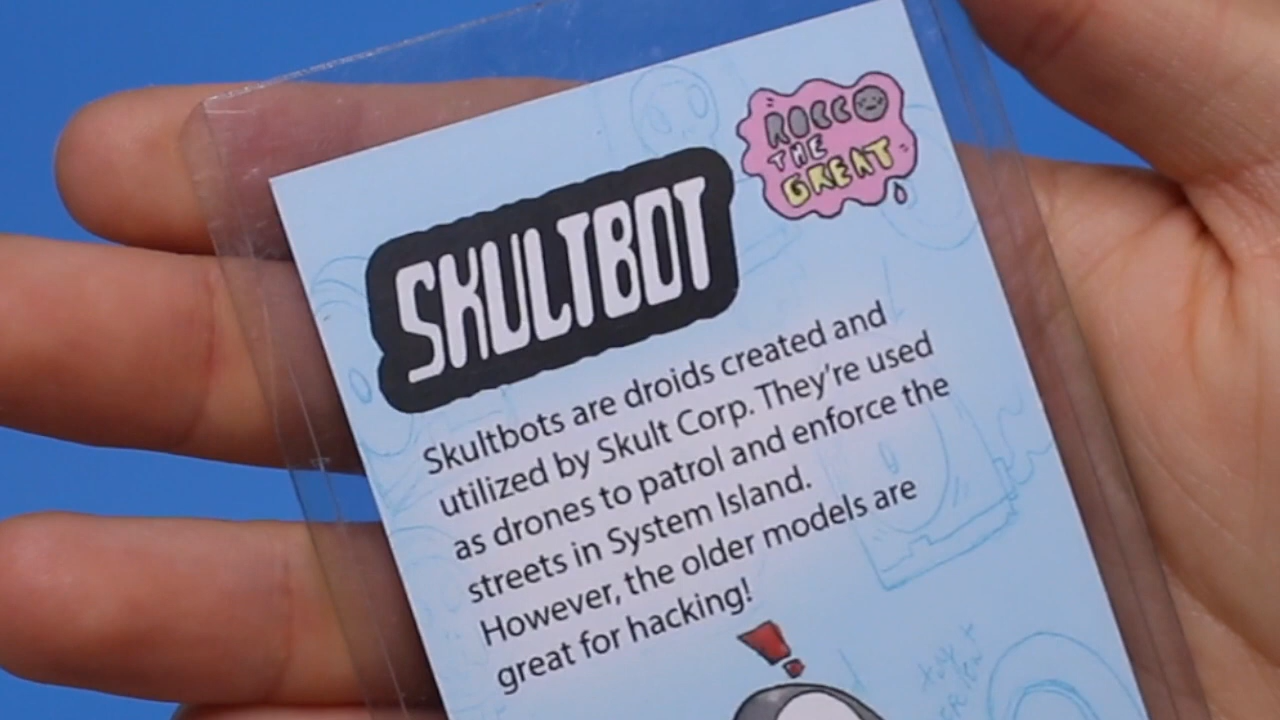 ROCCO
THE
GREAT
SKULTBOT
Skultbots are droids created and
utilized by Skult Corp. They're used
as drones to patrol and enforce the
streets in System Island.
However, the older models are
great for hacking!